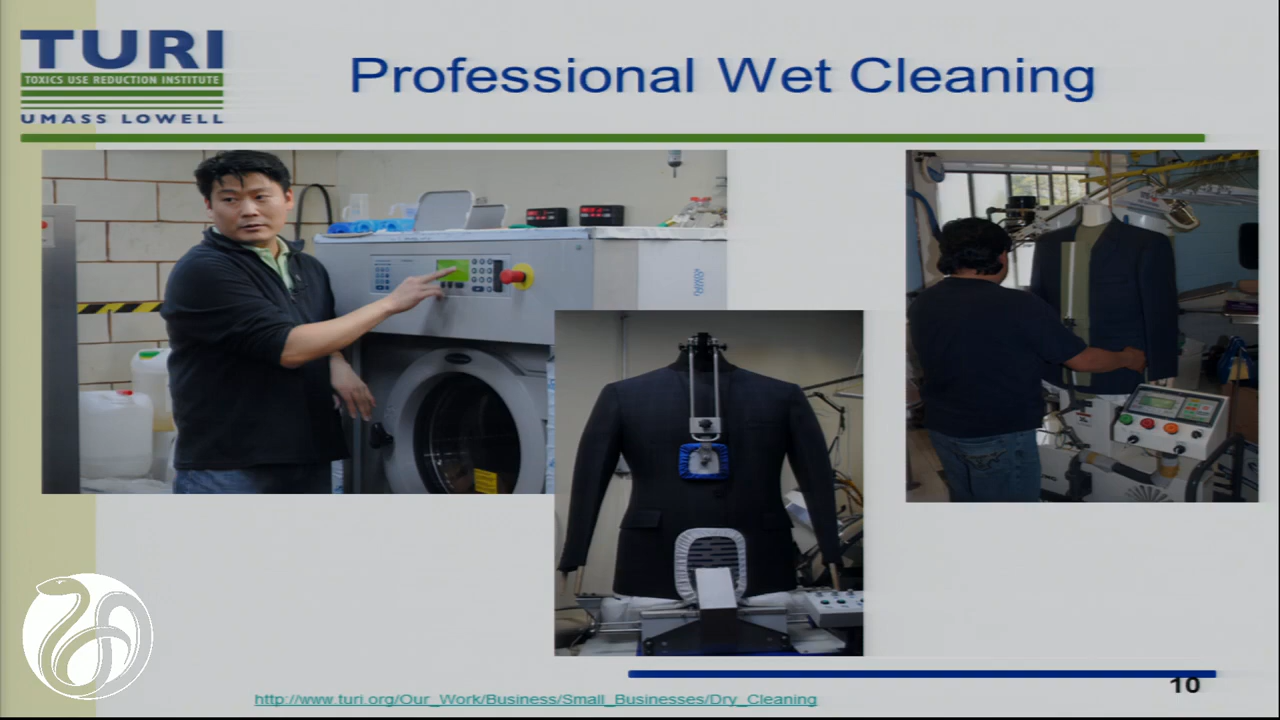 TURI
TOXICS USE REDUCTION INSTITUTE
UMASS LOWELL
Professional Wet Cleaning
http://www.turi.org/Our_Work/Business/Small_Businesses/Dry_Cleaning
10